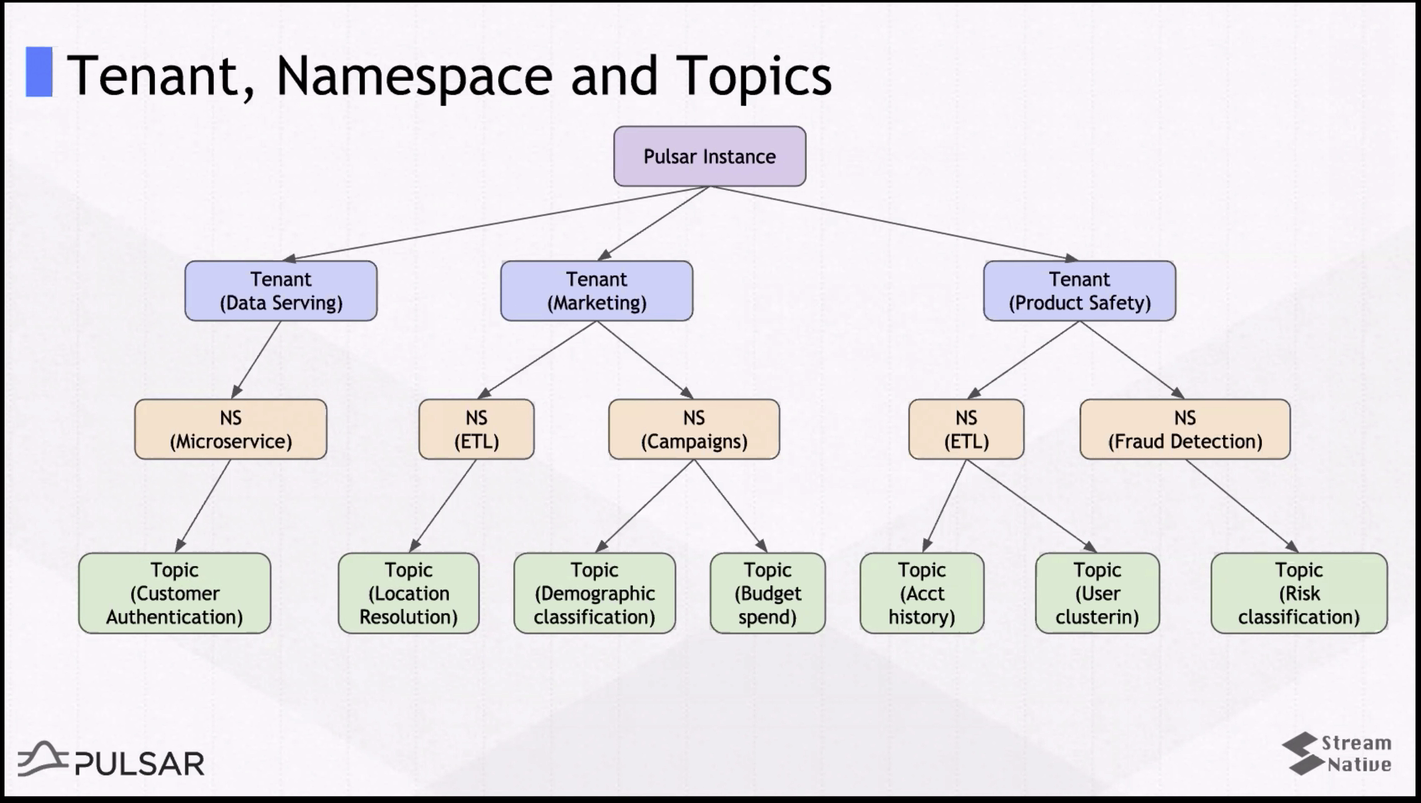 Tenant, Namespace and Topics
Pulsar Instance
Tenant
(Data Serving)
Tenant
(Marketing)
Tenant
(Product Safety)
NS
(Microservice)
NS
(ETL)
NS
(Campaigns)
NS
(ETL)
NS
(Fraud Detection)
Topic
(Customer
Authentication)
Topic
(Location
Resolution)
Topic
(Demographic
classification)
Topic
(Budget
spend)
Topic
(Acct
history)
Topic
(User
clusterin)
Topic
(Risk
classification)
PULSAR
Stream
Native